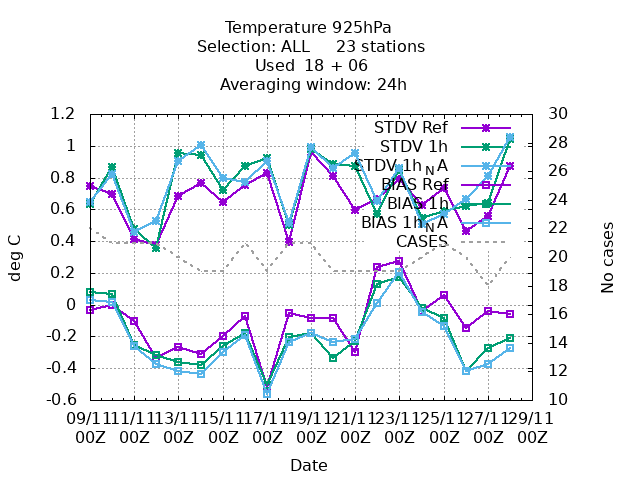 Temperature 925hPa
Selection: ALL 23 stations
Used 18 + 06
Averaging window: 24h
STDV Ref
STDV 1h
STDV 1h_NA
BIAS Ref
BIAS 1h
BIAS 1h_NA
CASES
deg C
1.2
1
0.8
0.6
0.4
0.2
0
-0.2
-0.4
-0.6
No cases
30
28
26
24
22
20
18
16
14
12
10
09/11 11/11 13/11 15/11 17/11 19/11 21/11 23/11 25/11 27/11 29/11
00Z 00Z 00Z 00Z 00Z 00Z 00Z 00Z 00Z 00Z 00Z
Date